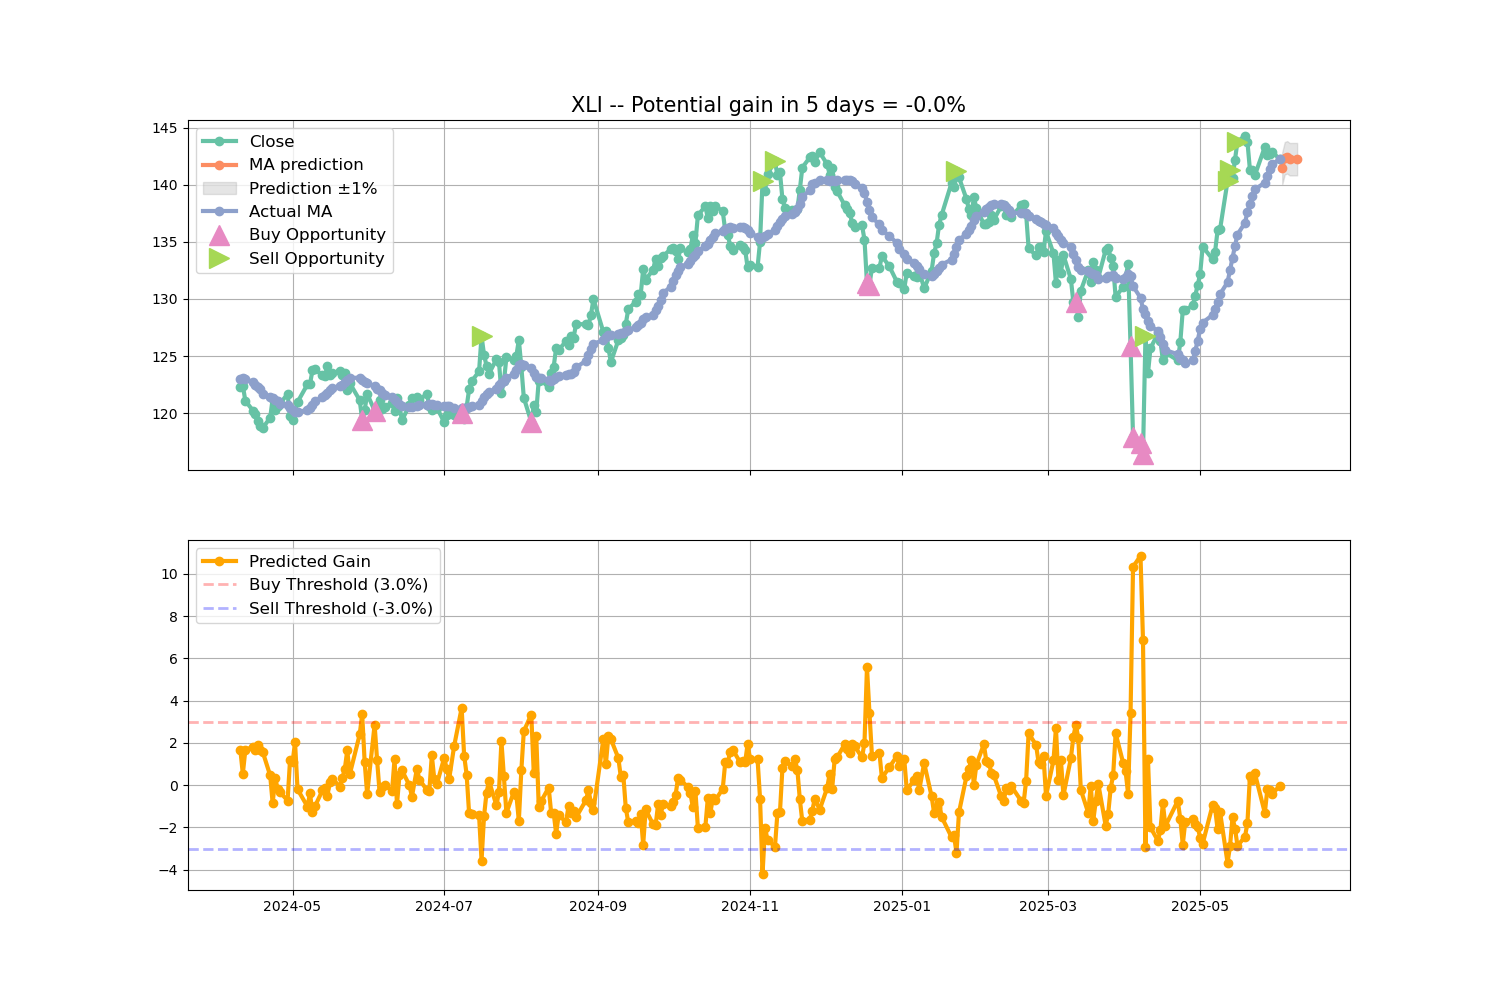 XLI -- Potential gain in 5 days = -0.0%
145
140
135
130
125
120
Close
MA prediction
Prediction ±1%
Actual MA
Buy Opportunity
Sell Opportunity
10
8
6
4
2
0
−2
−4
Predicted Gain
Buy Threshold (3.0%)
Sell Threshold (-3.0%)
2024-05
2024-07
2024-09
2024-11
2025-01
2025-03
2025-05